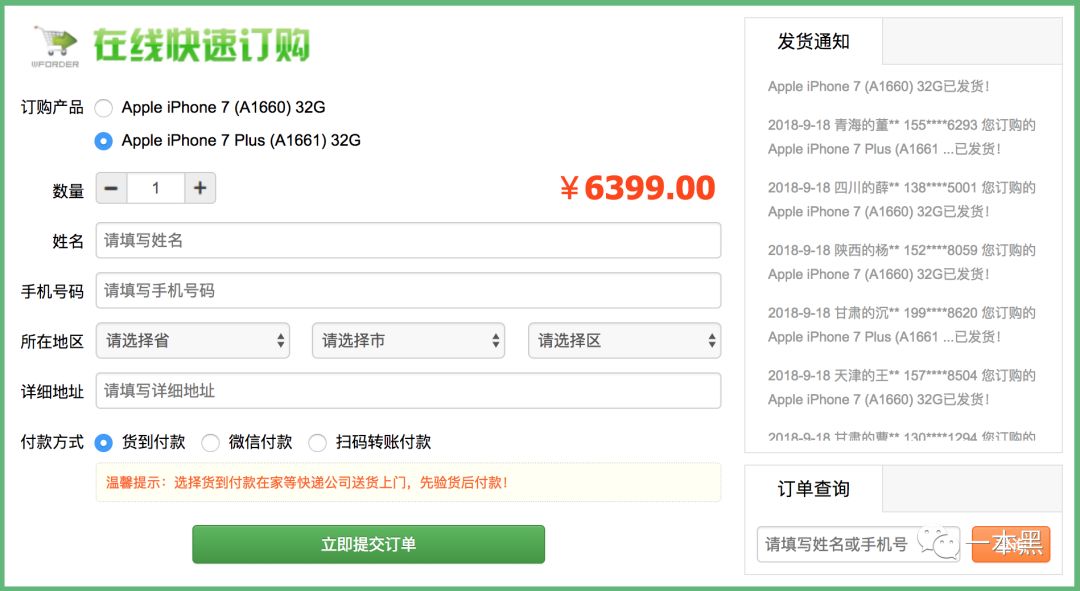 WFORDER
在线快速订购
订购产品
Apple iPhone 7 (A1660) 32G
Apple iPhone 7 Plus (A1661) 32G
数量
1
￥6399.00
姓名
请填写姓名
手机号码
请填写手机号码
所在地区
请选择省
请选择市
请选择区
详细地址
请填写详细地址
付款方式
货到付款
微信付款
扫码转账付款
温馨提示：选择货到付款在家等快递公司送货上门，先验货后付款！
立即提交订单
发货通知
Apple iPhone 7 (A1660) 32G已发货！
2018-9-18 青海的董** 155****6293 您订购的
Apple iPhone 7 Plus (A1661 ...已发货！
2018-9-18 四川的薛** 138****5001 您订购的
Apple iPhone 7 (A1660) 32G已发货！
2018-9-18 陕西的杨** 152****8059 您订购的
Apple iPhone 7 (A1660) 32G已发货！
2018-9-18 甘肃的沉** 199****8620 您订购的
Apple iPhone 7 Plus (A1661 ...已发货！
2018-9-18 天津的王** 157****8504 您订购的
Apple iPhone 7 (A1660) 32G已发货！
2018-9-18 甘肃的曹** 130****1294 您订购的
订单查询
请填写姓名或手机号
一本黑